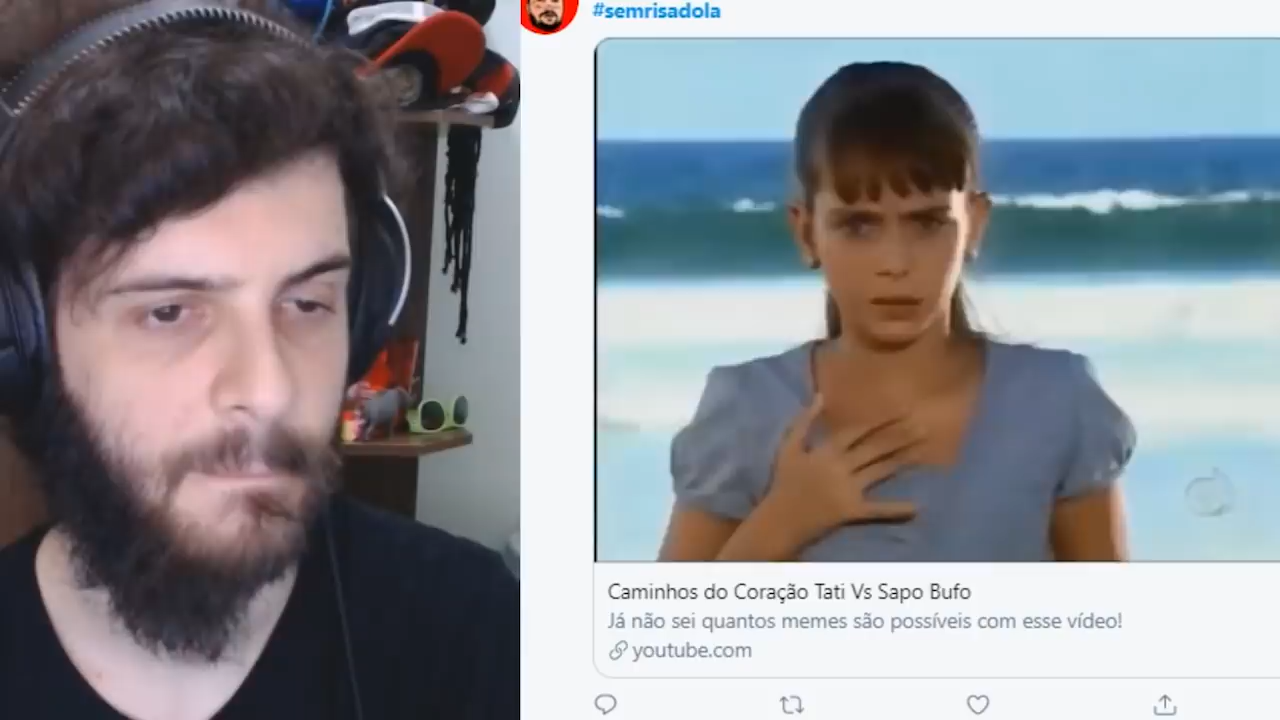 #semrisadola
Caminhos do Coração Tati Vs Sapo Bufo
Já não sei quantos memes são possíveis com esse vídeo!
youtube.com